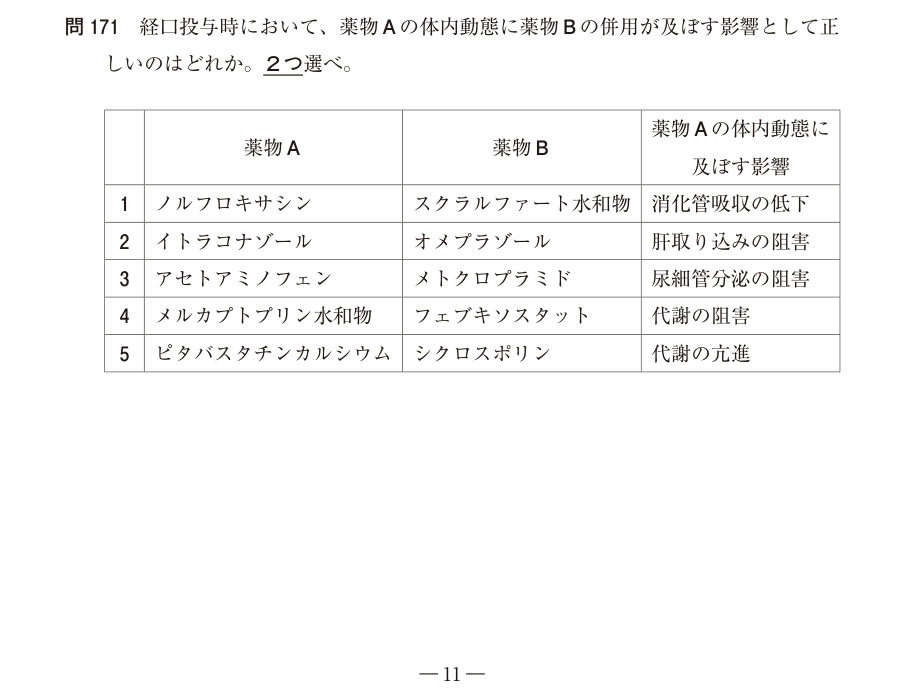 問 171 経口投与時において、薬物Aの体内動態に薬物Bの併用が及ぼす影響として正
しいのはどれか。2つ選べ。
薬物A 薬物B 薬物Aの体内動態に
及ぼす影響
1 ノルフロキサシン スクラルファート水和物 消化管吸収の低下
2 イトラコナゾール オメプラゾール 肝取り込みの阻害
3 アセトアミノフェン メトクロプラミド 尿細管分泌の阻害
4 メルカプトプリン水和物 フェブキソスタット 代謝の阻害
5 ピタバスタチンカルシウム シクロスポリン 代謝の亢進
— 11 —